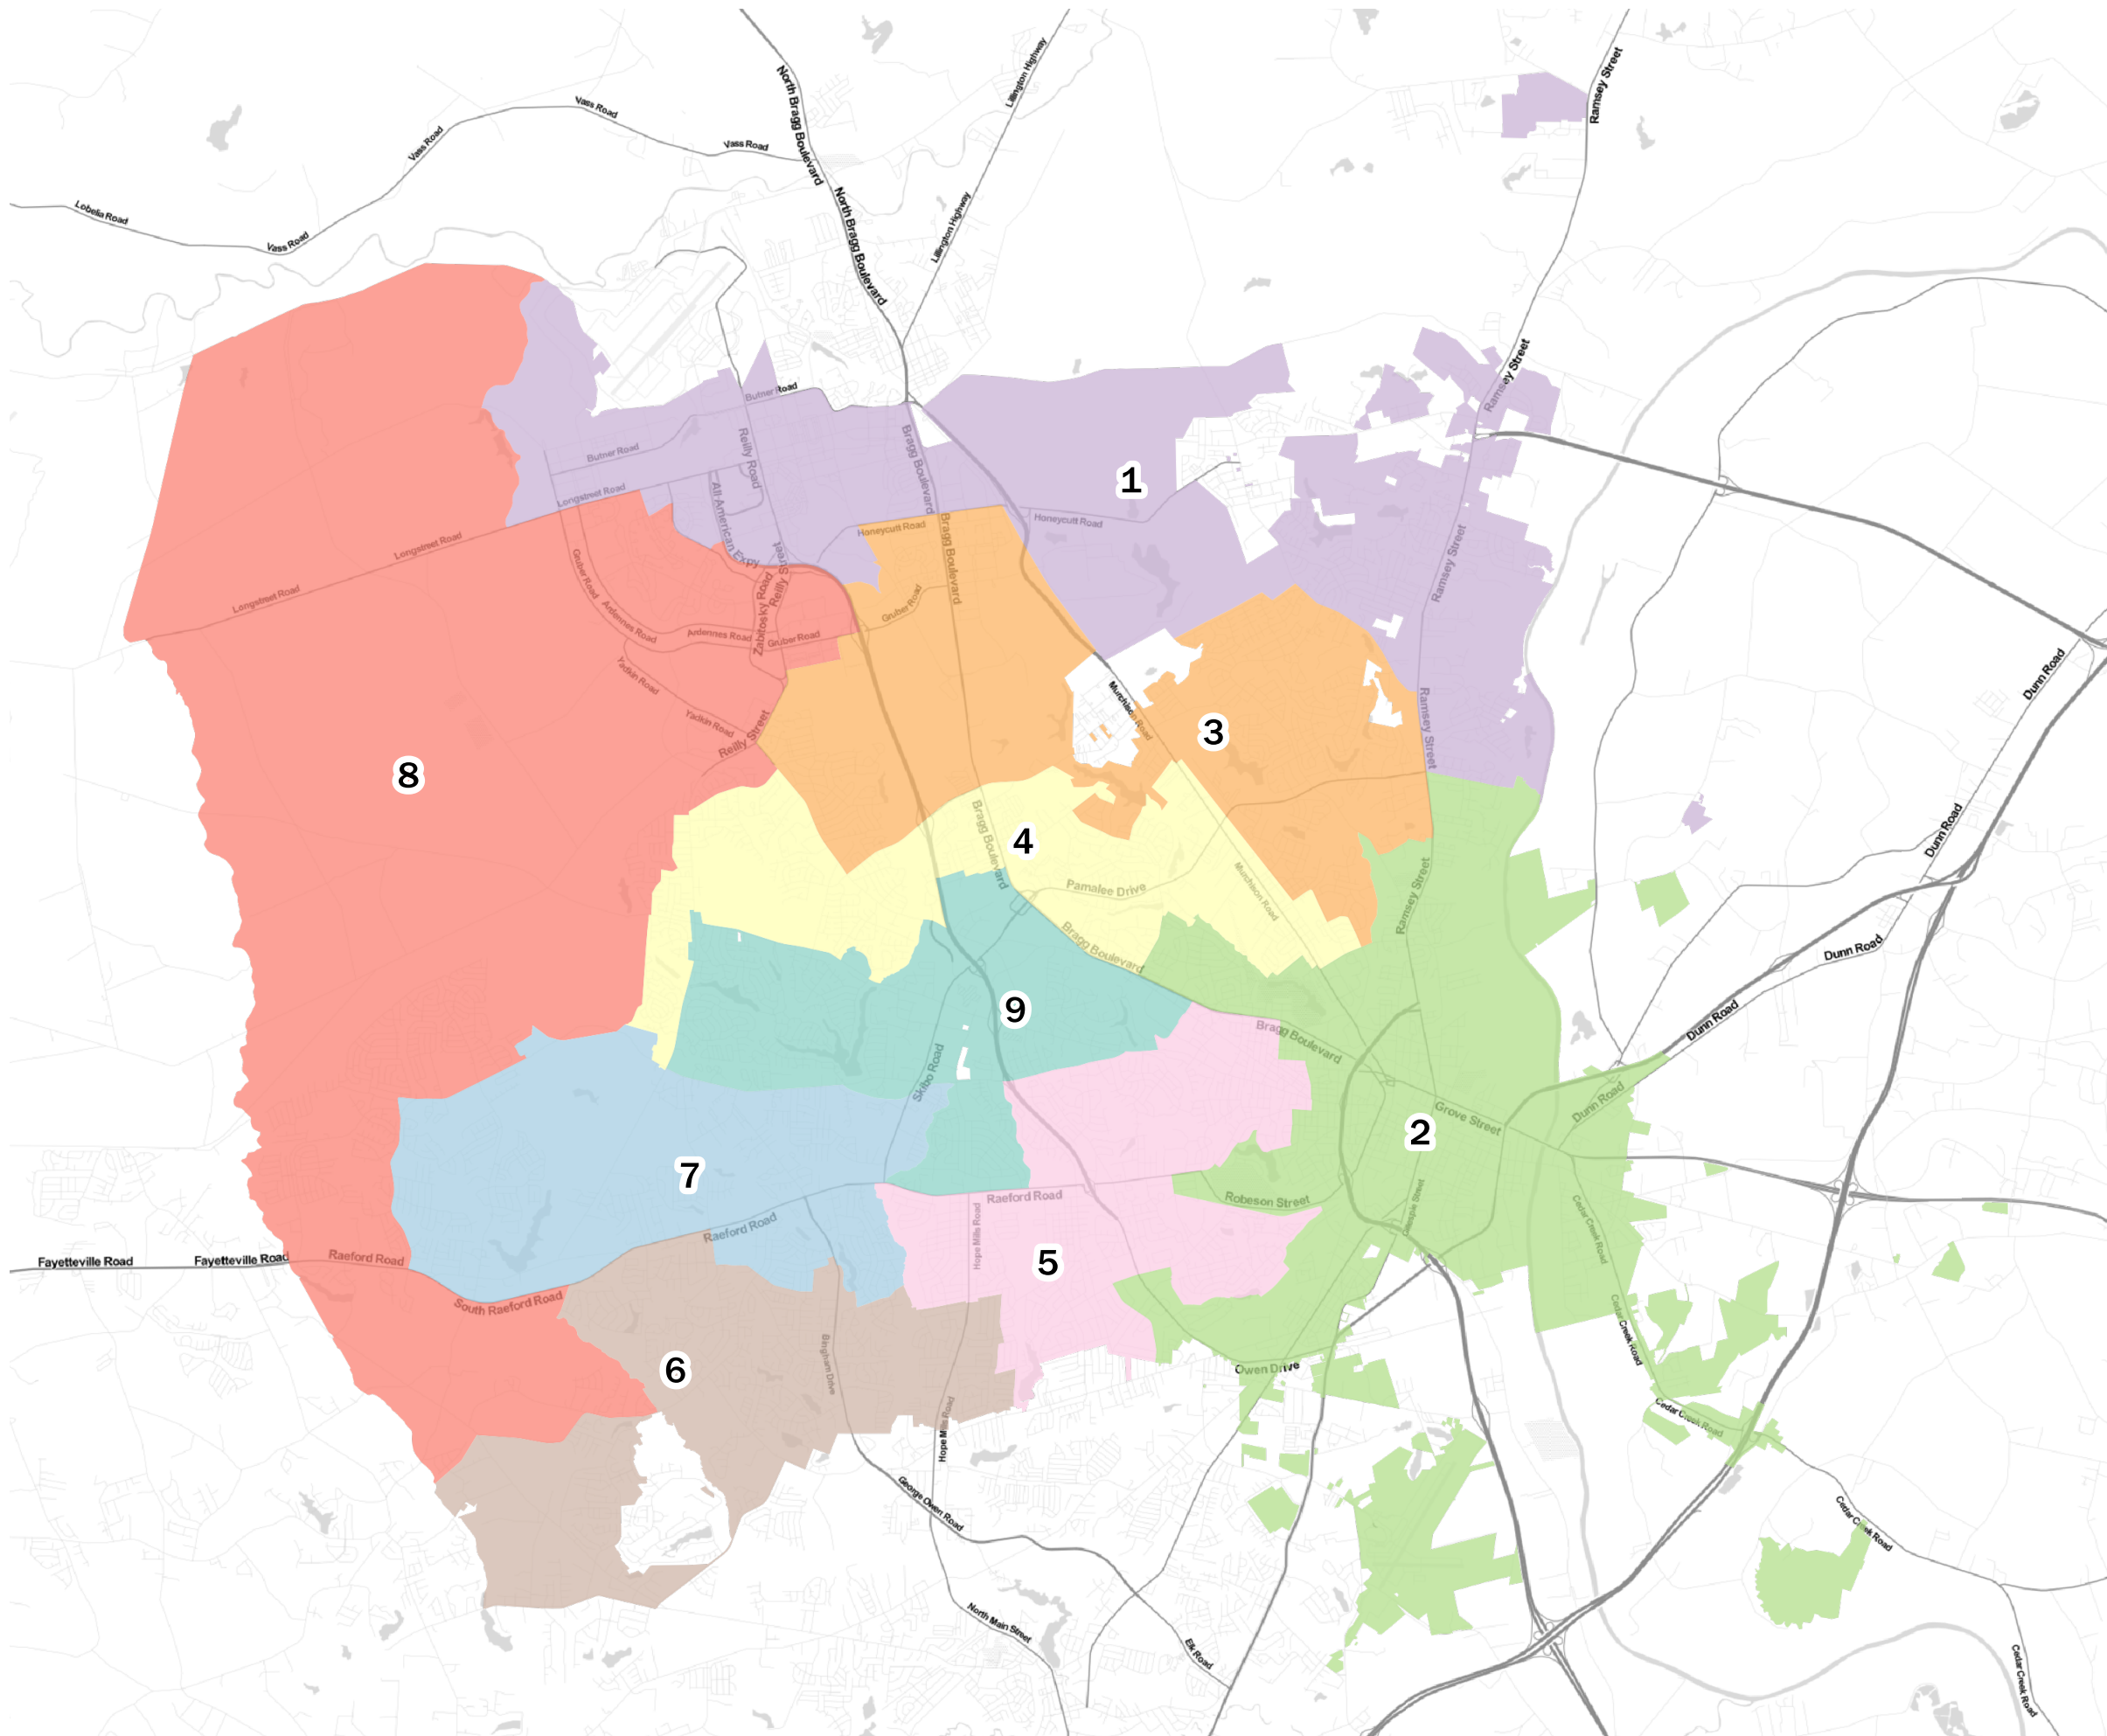 Ramsey Street
North Bragg Boulevard
Lillington Highway
Vass Road
Vass Road
Vass Road
Lobelia Road
Vass Road
North Bragg Boulevard
Lillington Highway
Ramsey Street
Butner Road
Butner Road
Reilly Road
Bragg Boulevard
1
Longstreet Road
All American Expy
Honeycutt Road
Honeycutt Road
Bragg Boulevard
Longstreet Road
Ramsey Street
Gruber Road
Reilly Street
Longstreet Road
Zabitosky Road
Gruber Road
Ardennes Road
Ardennes Road
Gruber Road
Yadkin Road
Dunn Road
Murchison Road
Yadkin Road
Reilly Street
3
Ramsey Street
8
4
Bragg Boulevard
Dunn Road
Pamalee Drive
Murchison Road
Ramsey Street
Bragg Boulevard
Dunn Road
9
Dunn Road
Bragg Boulevard
Skibo Road
Dunn Road
Grove Street
2
7
Raeford Road
Robeson Street
Gillespie Street
Cedar Creek Road
Raeford Road
Hope Mills Road
Fayetteville Road
Fayetteville Road
Raeford Road
5
South Raeford Road
Cedar Creek Road
6
Bingham Drive
Owen Drive
Cedar Creek Road
Hope Mills Road
George Owen Road
Cedar Creek Road
North Main Street
Elk Road
Cedar Creek Road